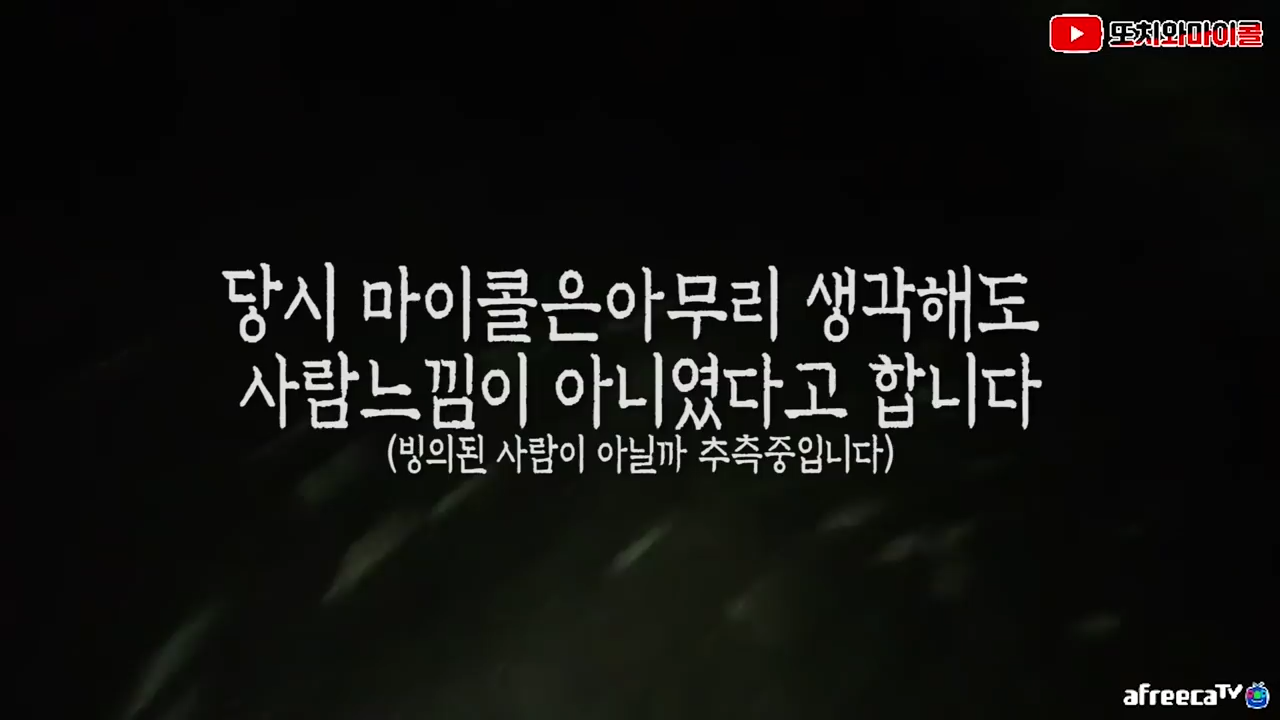 또치와마이콜
당시 마이콜은아무리 생각해도
사람느낌이 아니였다고 합니다
(빙의된 사람이 아닐까 추측중입니다)
afreecaTV